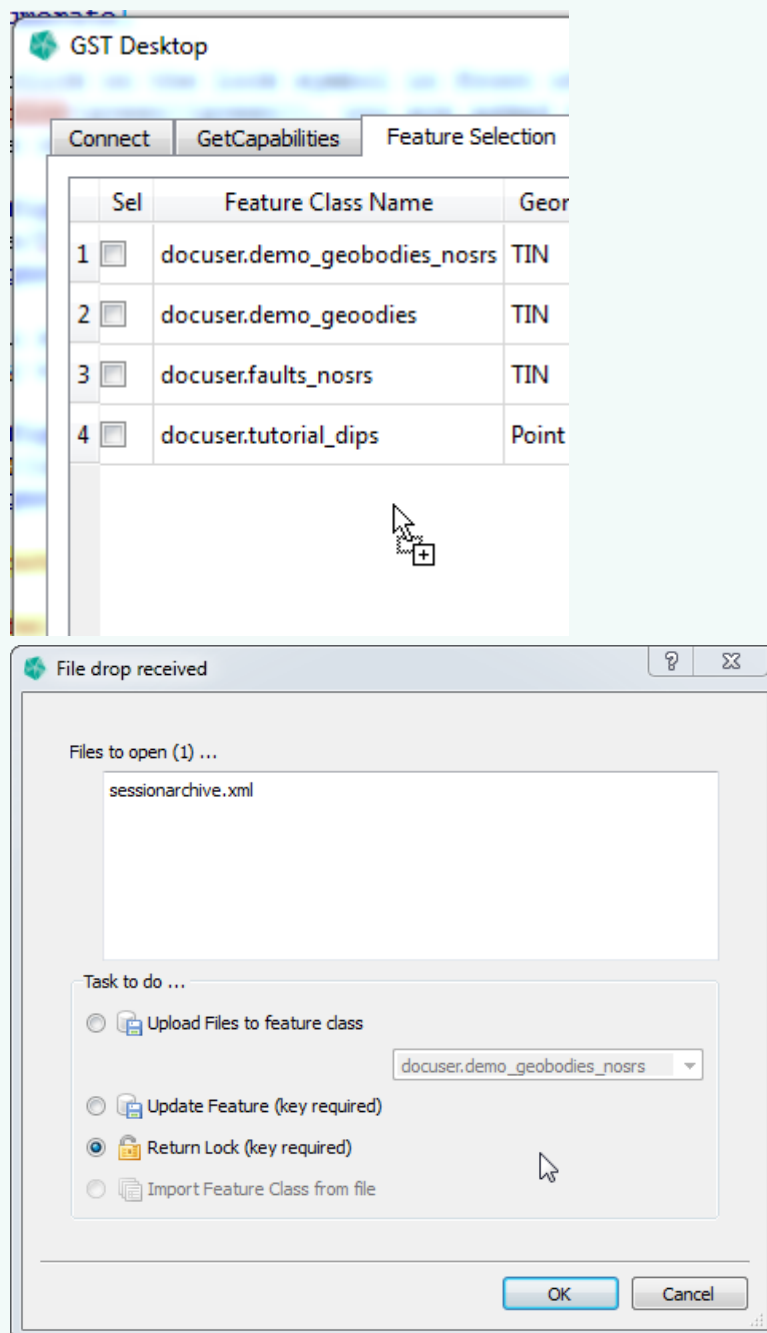 GST Desktop
Connect GetCapabilities Feature Selection
Sel Feature Class Name Geor
1 docuser.demo_geobodies_nosrs TIN
2 docuser.demo_geoodies TIN
3 docuser.faults_nosrs TIN
4 docuser.tutorial_dips Point
File drop received
Files to open (1) ...
sessionarchive.xml
Task to do ...
Upload Files to feature class
docuser.demo_geobodies_nosrs
Update Feature (key required)
Return Lock (key required)
Import Feature Class from file
OK Cancel